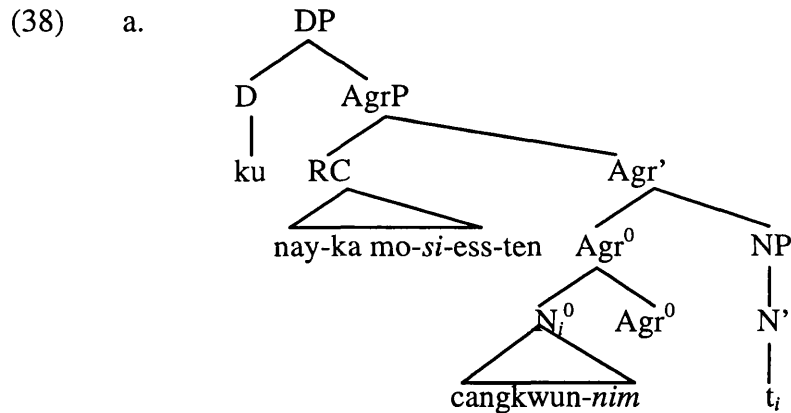 (38) a. DP
D AgrP
ku RC Agr’
nay-ka mo-si-ess-ten Agr⁰ NP
Nᵢ⁰ Agr⁰ N’
cangkwun-nim tᵢ